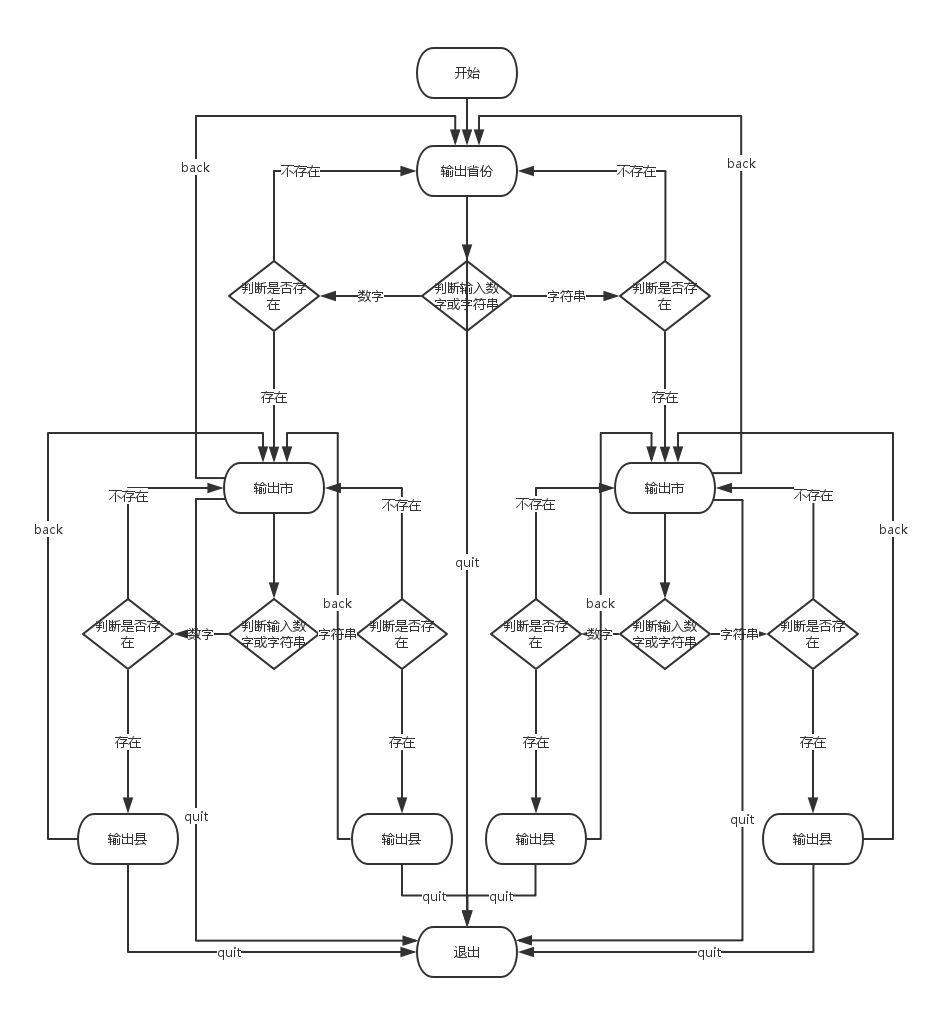 开始
back
back
不存在
输出省份
不存在
判断是否存
在
数字
判断输入数
字或字符串
字符串
判断是否存
在
存在
存在
不存在
输出市
不存在
不存在
输出市
不存在
back
back
quit
back
back
判断是否存
在
数字
判断输入数
字或字符串
字符串
判断是否存
在
判断是否存
在
数字
判断输入数
字或字符串
字符串
判断是否存
在
存在
存在
存在
存在
quit
quit
输出县
输出县
输出县
输出县
quit
quit
quit
退出
quit